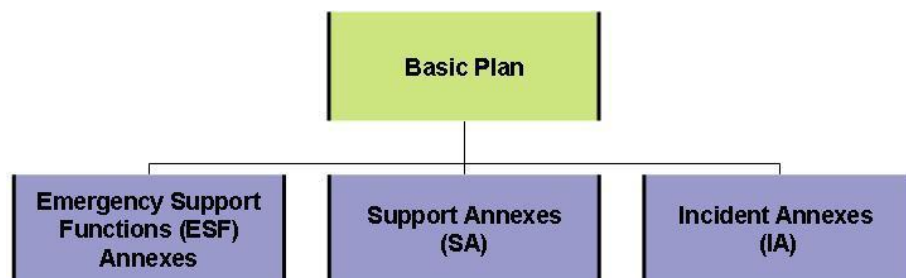 Basic Plan
Emergency Support
Functions (ESF)
Annexes
Support Annexes
(SA)
Incident Annexes
(IA)